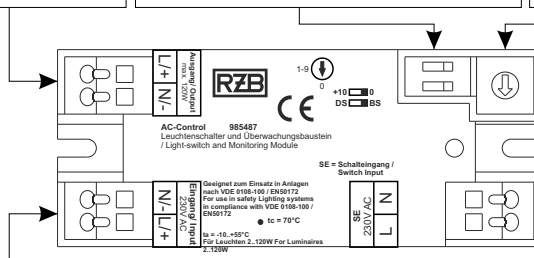 Ausgang/ Output
max. 120W
L/+
N/-
RZB
1-9
0
+10 0
DS BS
CE
AC-Control 985487
Leuchtenschalter und Überwachungsbaustein
/ Light-switch and Monitoring Module
SE = Schalteingang /
Switch Input
Eingang/ Input
230V AC
N/-
L/+
Geeignet zum Einsatz in Anlagen
nach VDE 0108-100 / EN50172
For use in safety Lighting systems
in compliance with VDE 0108-100 /
EN50172
tc = 70°C
ta = -10..+55°C
Für Leuchten 2..120W For Luminaires
2..120W
SE
230V AC
N
L